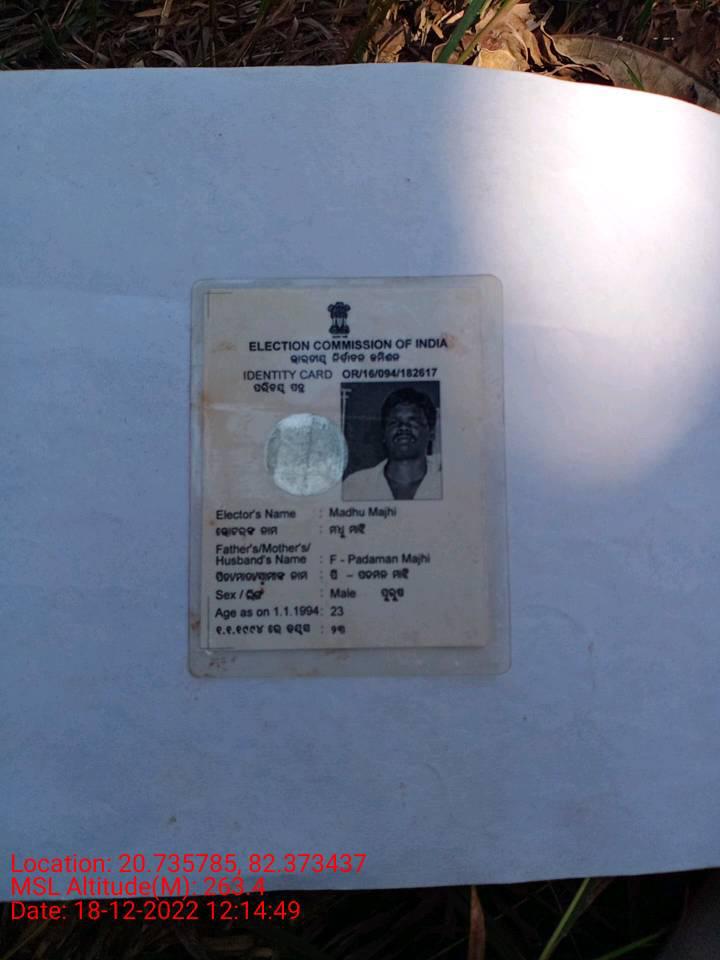 ELECTION COMMISSION OF INDIA
ଭାରତୀୟ ନିର୍ବାଚନ କମିଶନ
IDENTITY CARD OR/16/094/182617
ପରିଚୟ ପତ୍ର
Elector's Name : Madhu Majhi
ଭୋଟରଙ୍କ ନାମ : ମଧୁ ମାଝି
Father's/Mother's/
Husband's Name : F - Padaman Majhi
ପିତା/ମାତା/ସ୍ୱାମୀଙ୍କ ନାମ : ପି - ପଦମନ ମାଝି
Sex / ଲିଙ୍ଗ : Male ପୁରୁଷ
Age as on 1.1.1994 : 23
୧.୧.୧୯୯୪ ରେ ବୟସ : ୨୩
Location: 20.735785, 82.373437
MSL Altitude(M): 263.4
Date: 18-12-2022 12:14:49